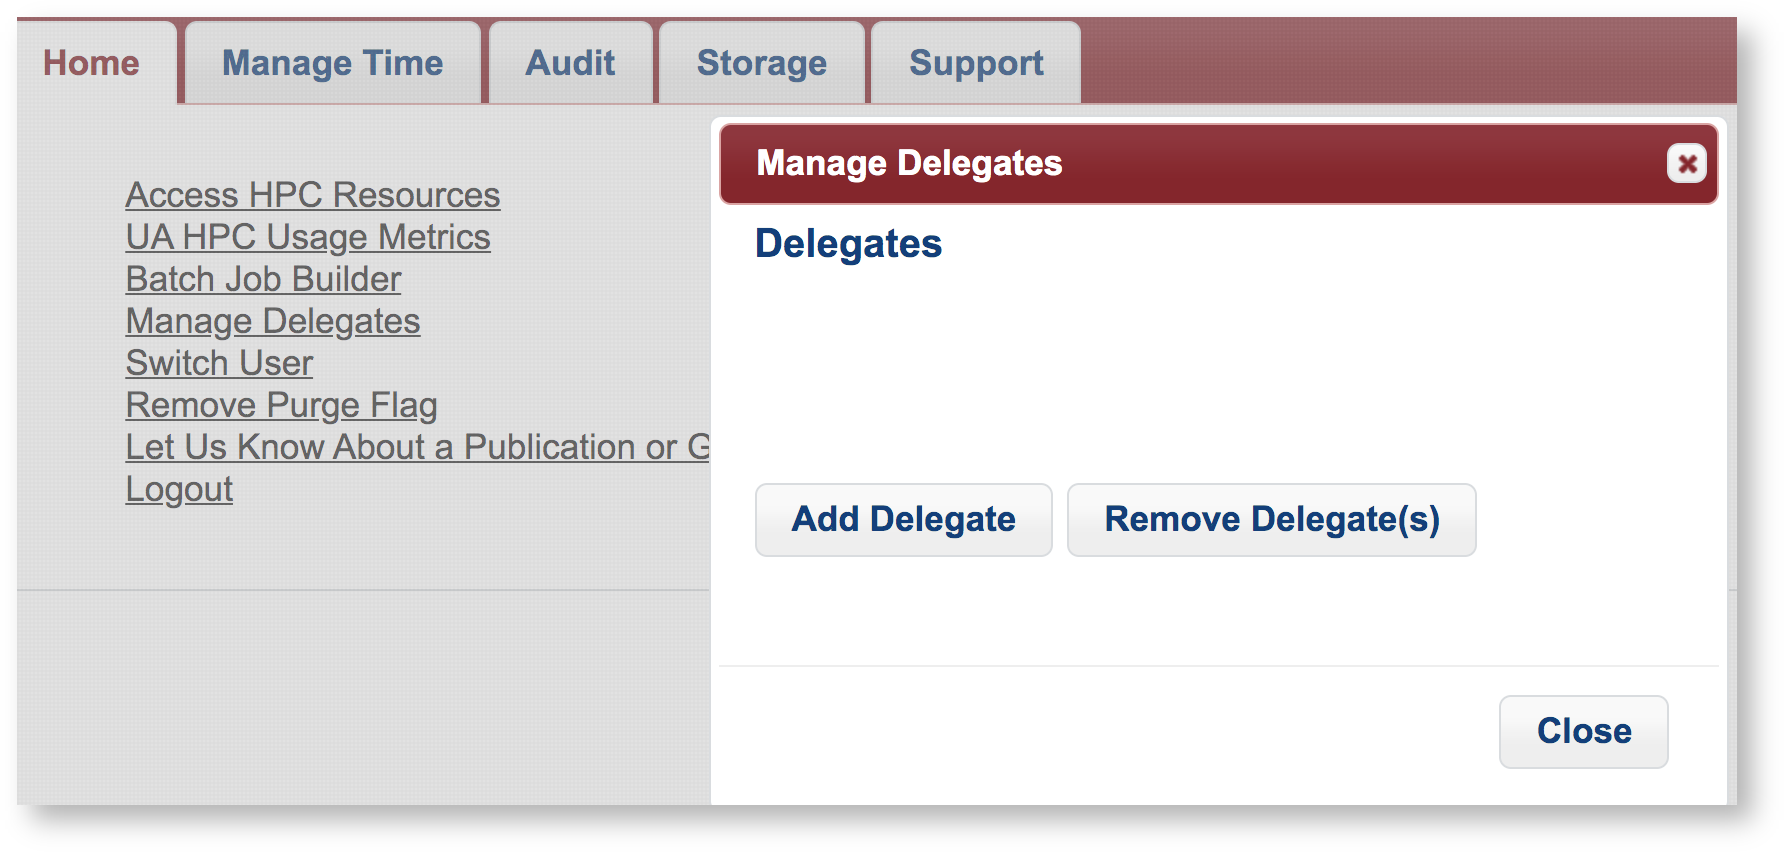 Home
Manage Time
Audit
Storage
Support
Access HPC Resources
UA HPC Usage Metrics
Batch Job Builder
Manage Delegates
Switch User
Remove Purge Flag
Let Us Know About a Publication or
Logout
Manage Delegates
Delegates
Add Delegate
Remove Delegate(s)
Close